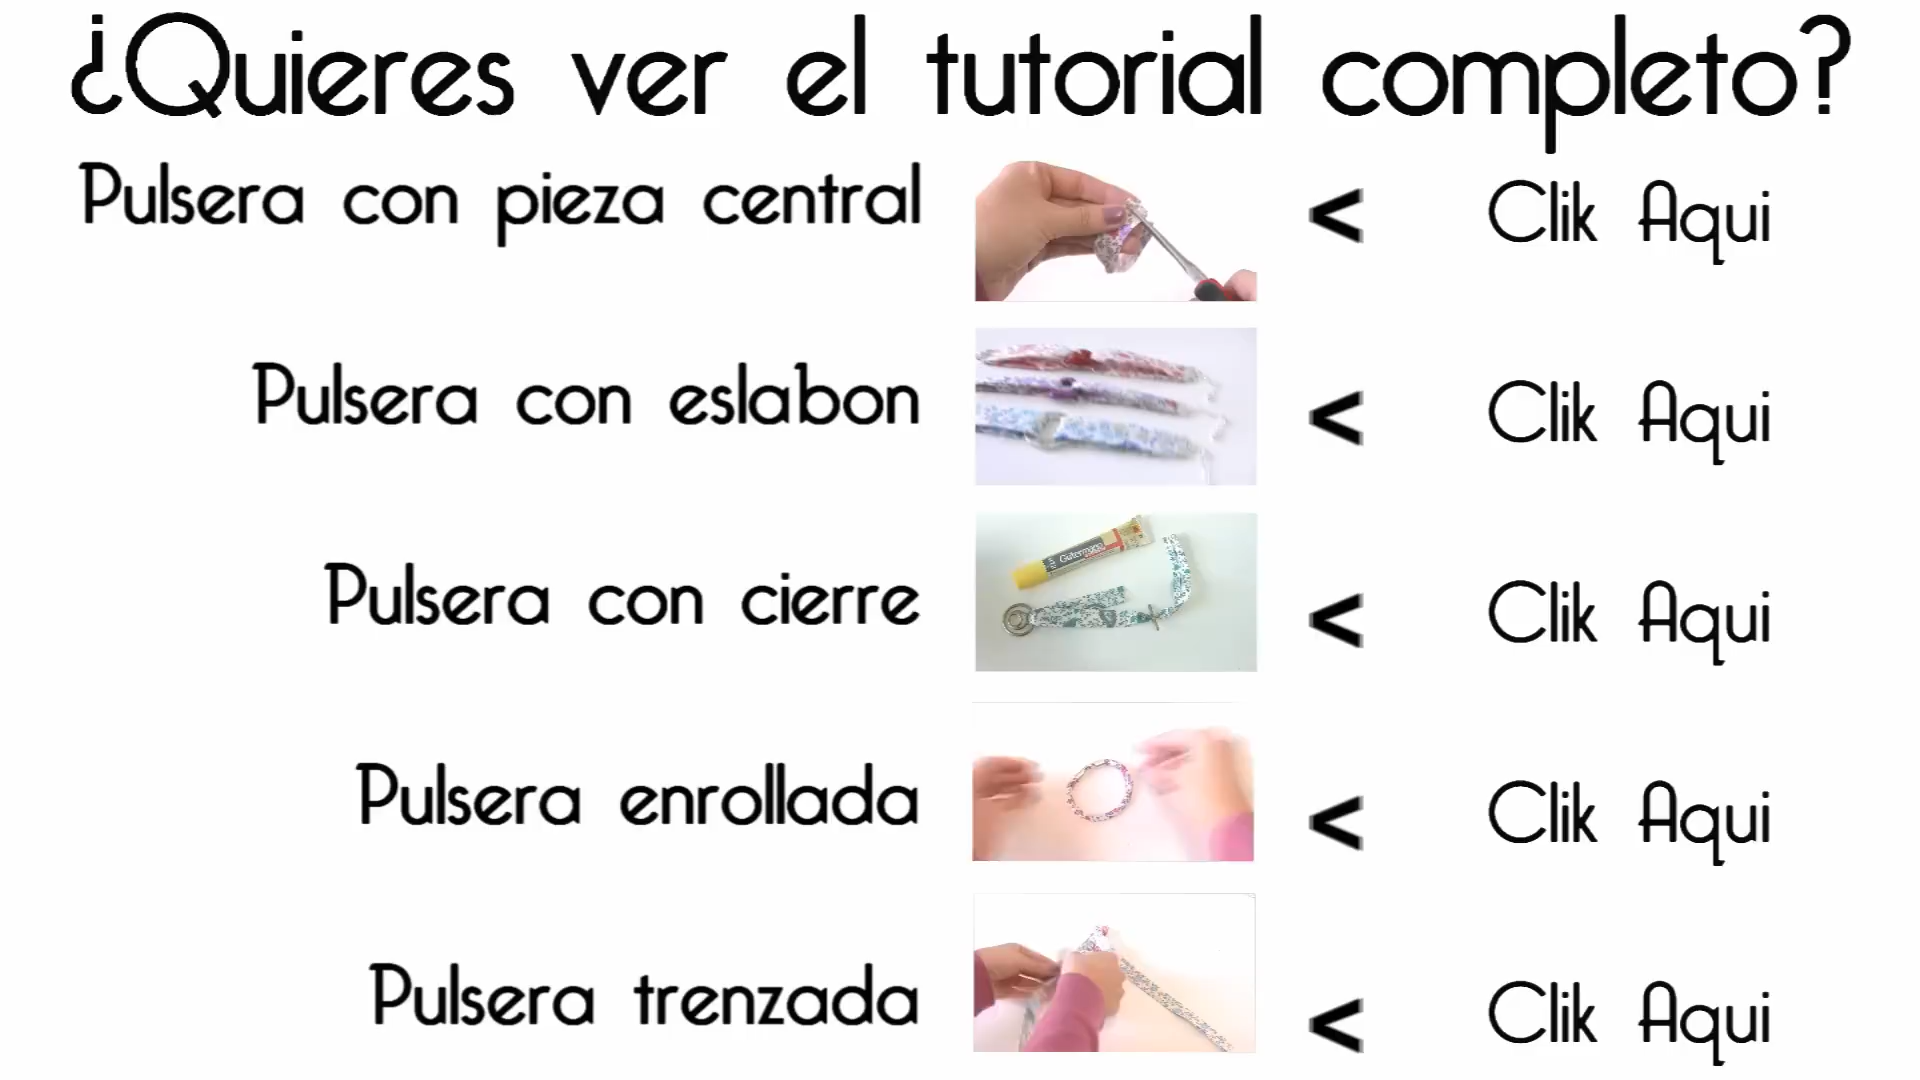 ¿Quieres ver el tutorial completo?
Pulsera con pieza central < Clik Aqui
Pulsera con eslabon < Clik Aqui
Gütermann
Pulsera con cierre < Clik Aqui
Pulsera enrollada < Clik Aqui
Pulsera trenzada < Clik Aqui